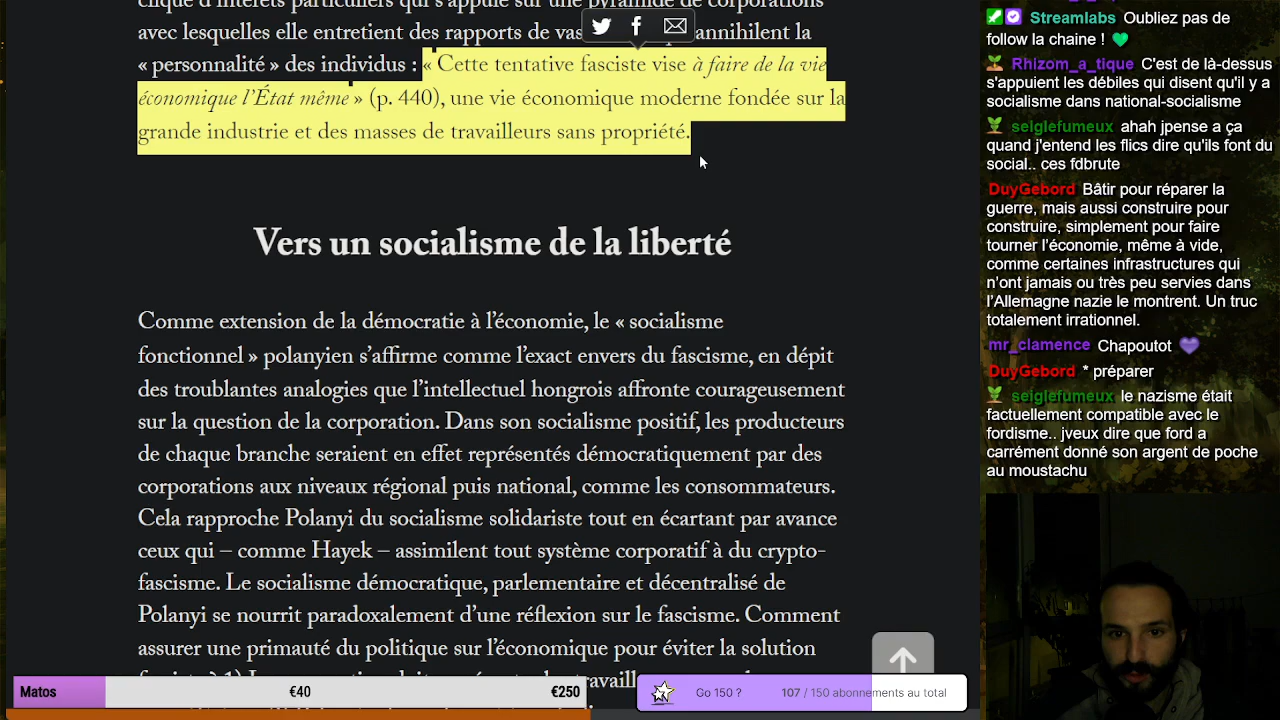 clique d'intérêts particuliers qui s'appuie sur une pyramide de corporations
avec lesquelles elle entretient des rapports de vas annihilent la
« personnalité » des individus : « Cette tentative fasciste vise à faire de la vie
économique l'État même » (p. 440), une vie économique moderne fondée sur la
grande industrie et des masses de travailleurs sans propriété.
Vers un socialisme de la liberté
Comme extension de la démocratie à l'économie, le « socialisme
fonctionnel » polanyien s'affirme comme l'exact envers du fascisme, en dépit
des troublantes analogies que l'intellectuel hongrois affronte courageusement
sur la question de la corporation. Dans son socialisme positif, les producteurs
de chaque branche seraient en effet représentés démocratiquement par des
corporations aux niveaux régional puis national, comme les consommateurs.
Cela rapproche Polanyi du socialisme solidariste tout en écartant par avance
ceux qui – comme Hayek – assimilent tout système corporatif à du crypto-
fascisme. Le socialisme démocratique, parlementaire et décentralisé de
Polanyi se nourrit paradoxalement d'une réflexion sur le fascisme. Comment
assurer une primauté du politique sur l'économique pour éviter la solution
Matos €40 €250
Go 150 ? 107 / 150 abonnements au total
Streamlabs Oubliez pas de
follow la chaine ! 💚
Rhizom_a_tique C'est de là-dessus
s'appuient les débiles qui disent qu'il y a
socialisme dans national-socialisme
seiglefumeux ahah jpense a ça
quand j'entend les flics dire qu'ils font du
social.. ces fdbrute
DuyGebord Bâtir pour réparer la
guerre, mais aussi construire pour
construire, simplement pour faire
tourner l'économie, même à vide,
comme certaines infrastructures qui
n'ont jamais ou très peu servies dans
l'Allemagne nazie le montrent. Un truc
totalement irrationnel.
mr_clamence Chapoutot 💜
DuyGebord * préparer
seiglefumeux le nazisme était
factuellement compatible avec le
fordisme.. jveux dire que ford a
carrément donné son argent de poche
au moustachu